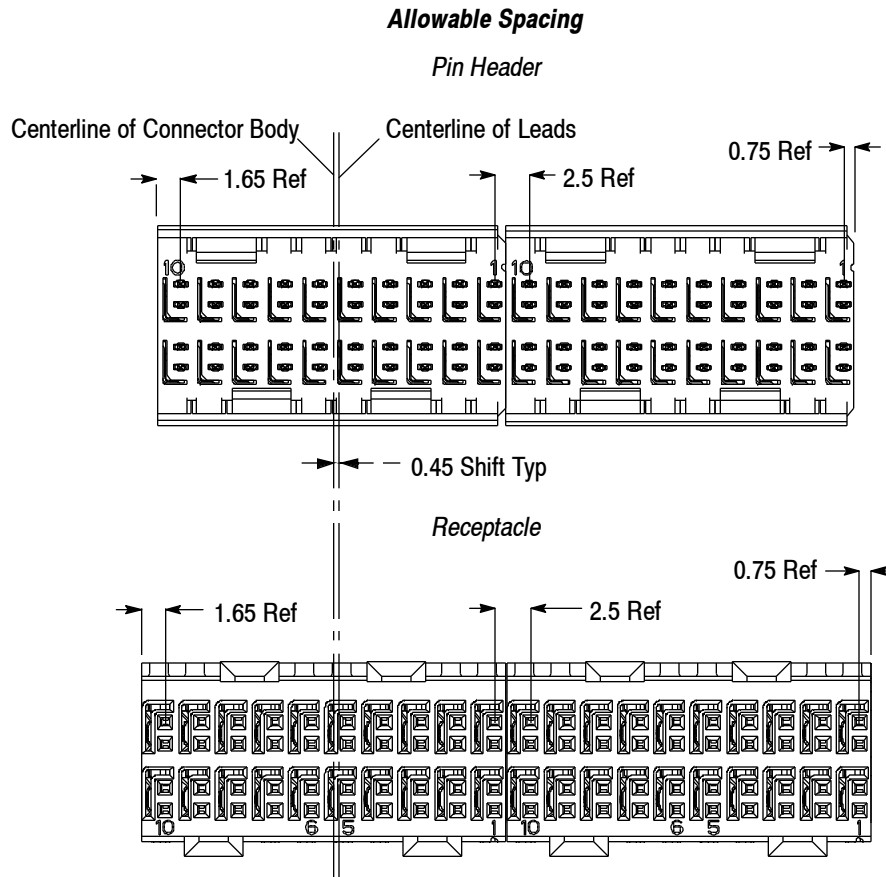 Allowable Spacing
Pin Header
Centerline of Connector Body
Centerline of Leads
0.75 Ref
1.65 Ref
2.5 Ref
10 1 10 1
0.45 Shift Typ
Receptacle
0.75 Ref
1.65 Ref
2.5 Ref
10 6 5 1 10 6 5 1